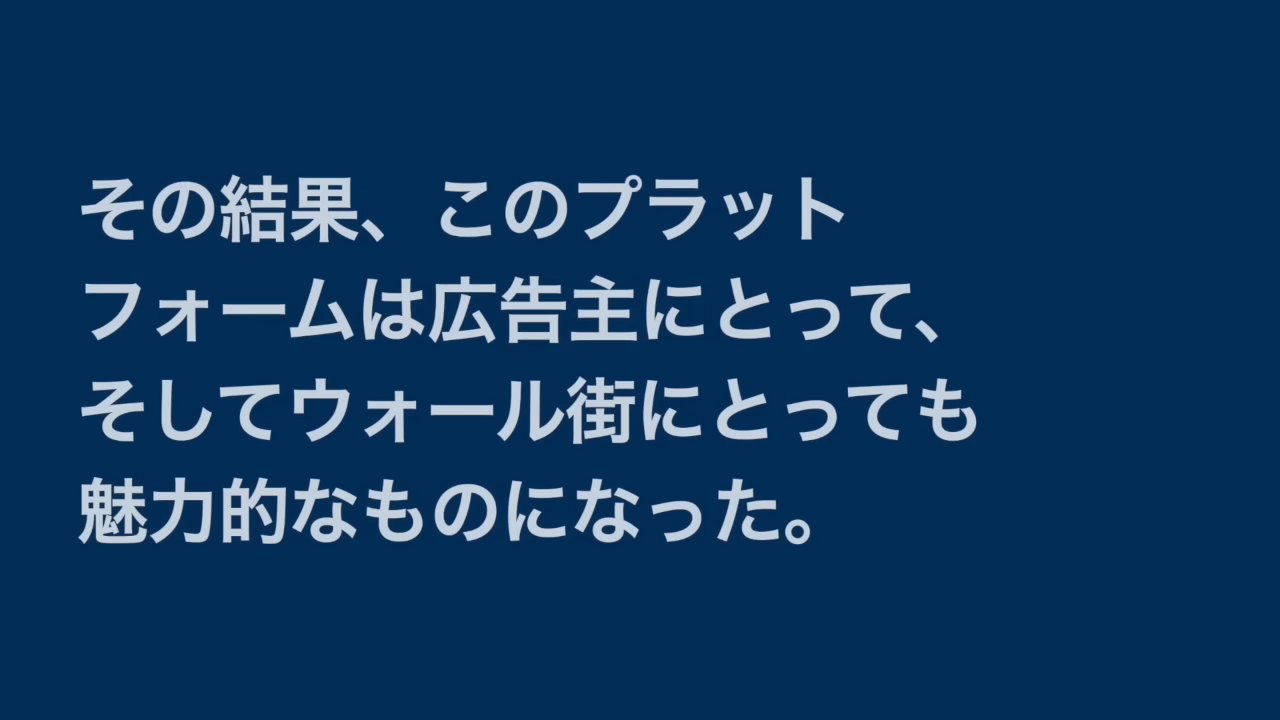 その結果、このプラット
フォームは広告主にとって、
そしてウォール街にとっても
魅力的なものになった。